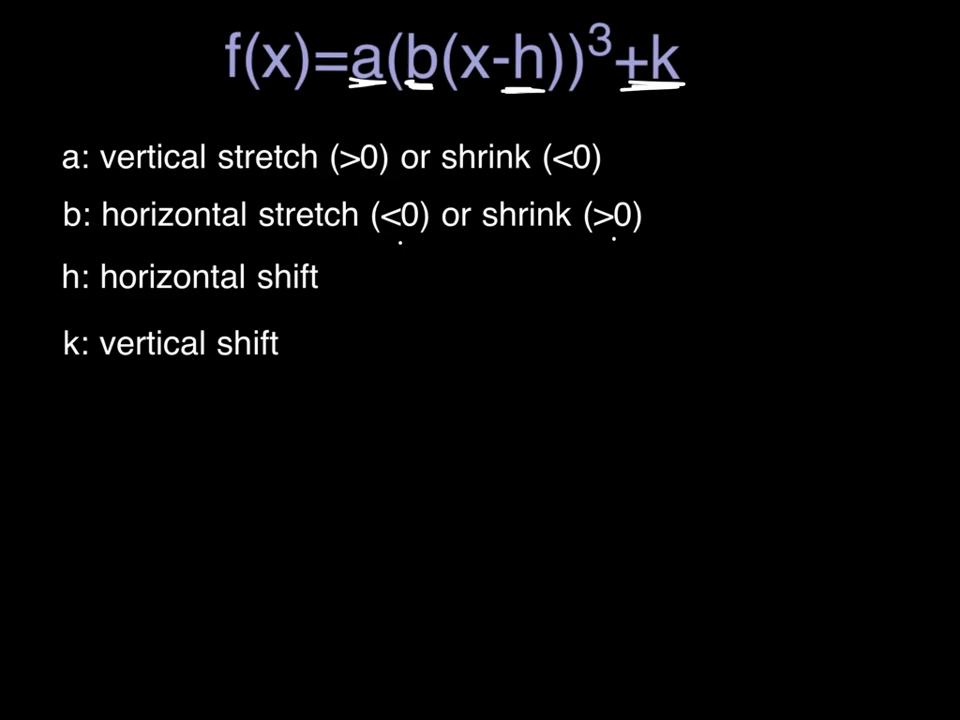 f(x)=a(b(x-h))³+k
a: vertical stretch (>0) or shrink (<0)
b: horizontal stretch (<0) or shrink (>0)
h: horizontal shift
k: vertical shift